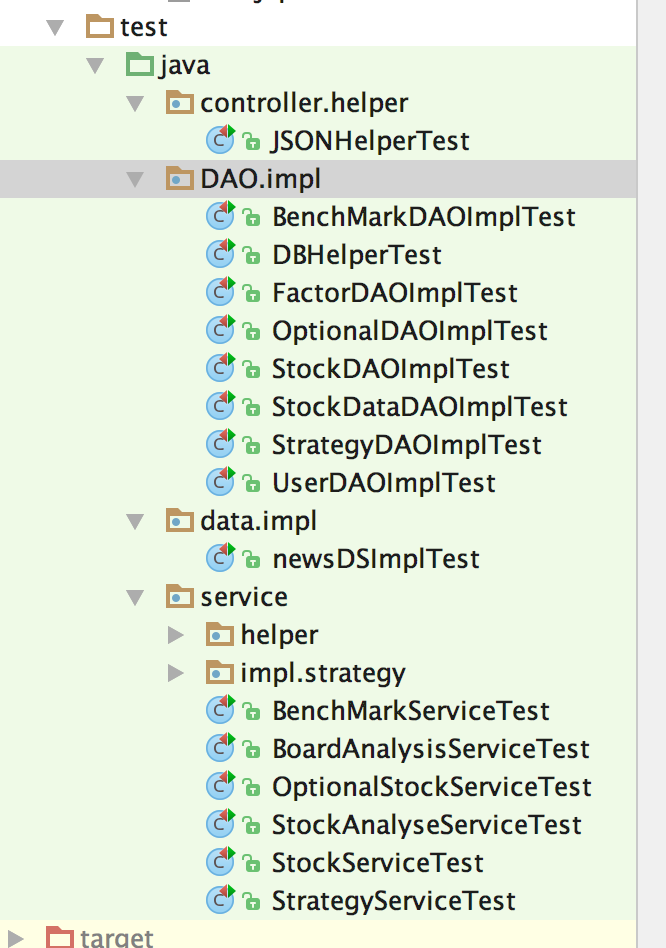 test
java
controller.helper
JSONHelperTest
DAO.impl
BenchMarkDAOImplTest
DBHelperTest
FactorDAOImplTest
OptionalDAOImplTest
StockDAOImplTest
StockDataDAOImplTest
StrategyDAOImplTest
UserDAOImplTest
data.impl
newsDSImplTest
service
helper
impl.strategy
BenchMarkServiceTest
BoardAnalysisServiceTest
OptionalStockServiceTest
StockAnalyseServiceTest
StockServiceTest
StrategyServiceTest
target